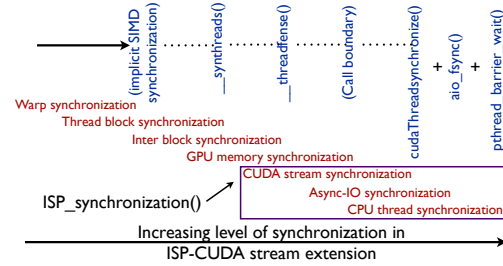 (implicit SIMD
synchronization)
__synthreads()
__threadfense()
(Call boundary)
cudaThreadsynchronize()
+
aio_fsync()
+
pthread_barrier_wait()
Warp synchronization
Thread block synchronization
Inter block synchronization
GPU memory synchronization
CUDA stream synchronization
Async-IO synchronization
CPU thread synchronization
ISP_synchronization()
Increasing level of synchronization in
ISP-CUDA stream extension